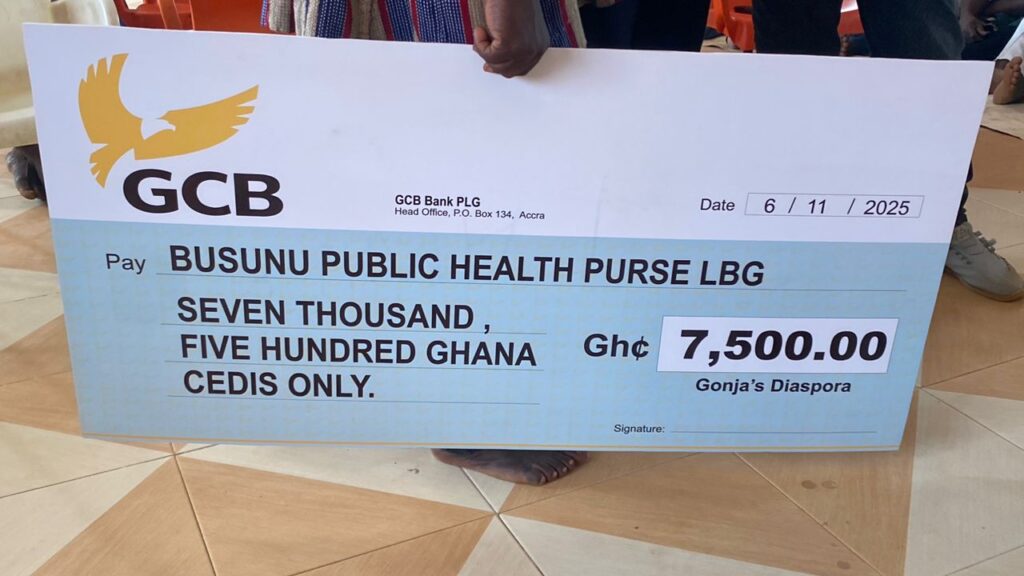 GCB
GCB Bank PLG
Head Office, P.O. Box 134, Accra
Date 6 / 11 / 2025
Pay BUSUNU PUBLIC HEALTH PURSE LBG
SEVEN THOUSAND ,
FIVE HUNDRED GHANA
CEDIS ONLY.
Gh¢ 7,500.00
Gonja's Diaspora
Signature: